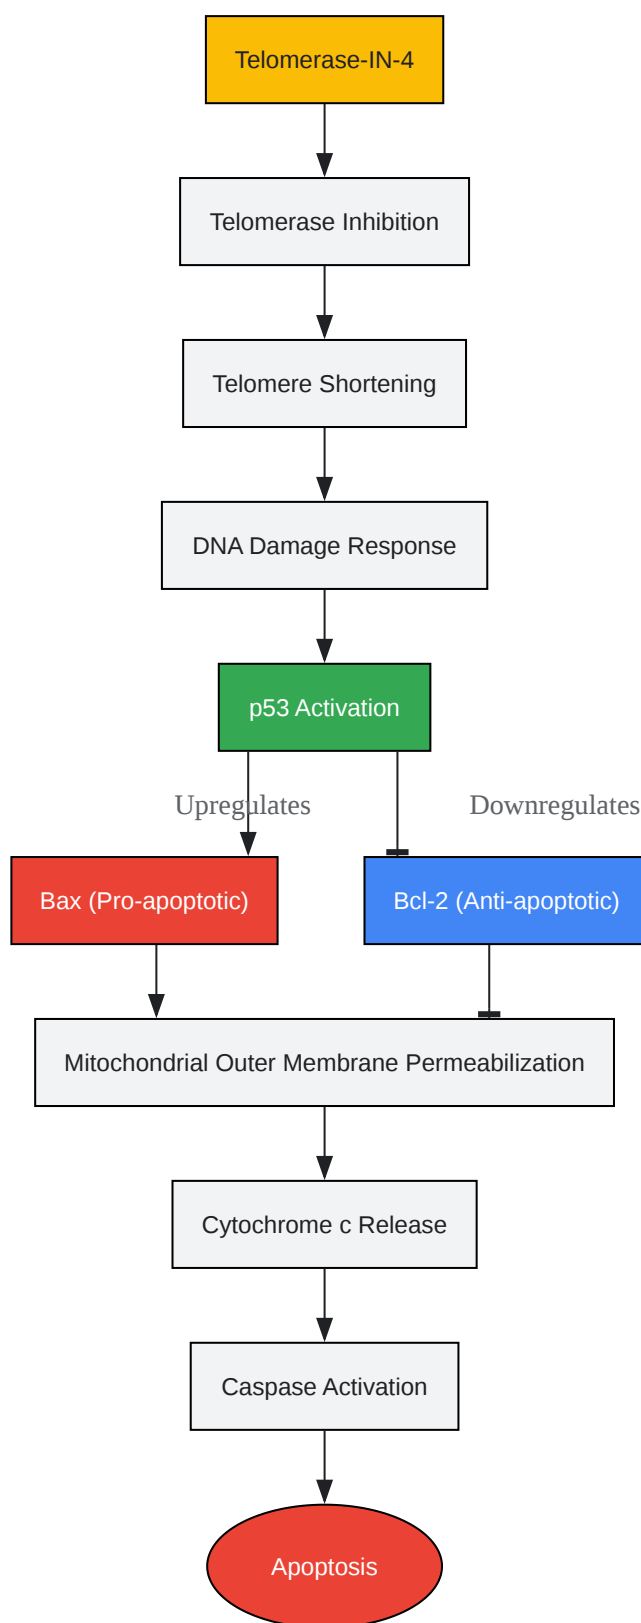 Telomerase-IN-4
Telomerase Inhibition
Telomere Shortening
DNA Damage Response
p53 Activation
Upregulates
Downregulates
Bax (Pro-apoptotic)
Bcl-2 (Anti-apoptotic)
Mitochondrial Outer Membrane Permeabilization
Cytochrome c Release
Caspase Activation
Apoptosis